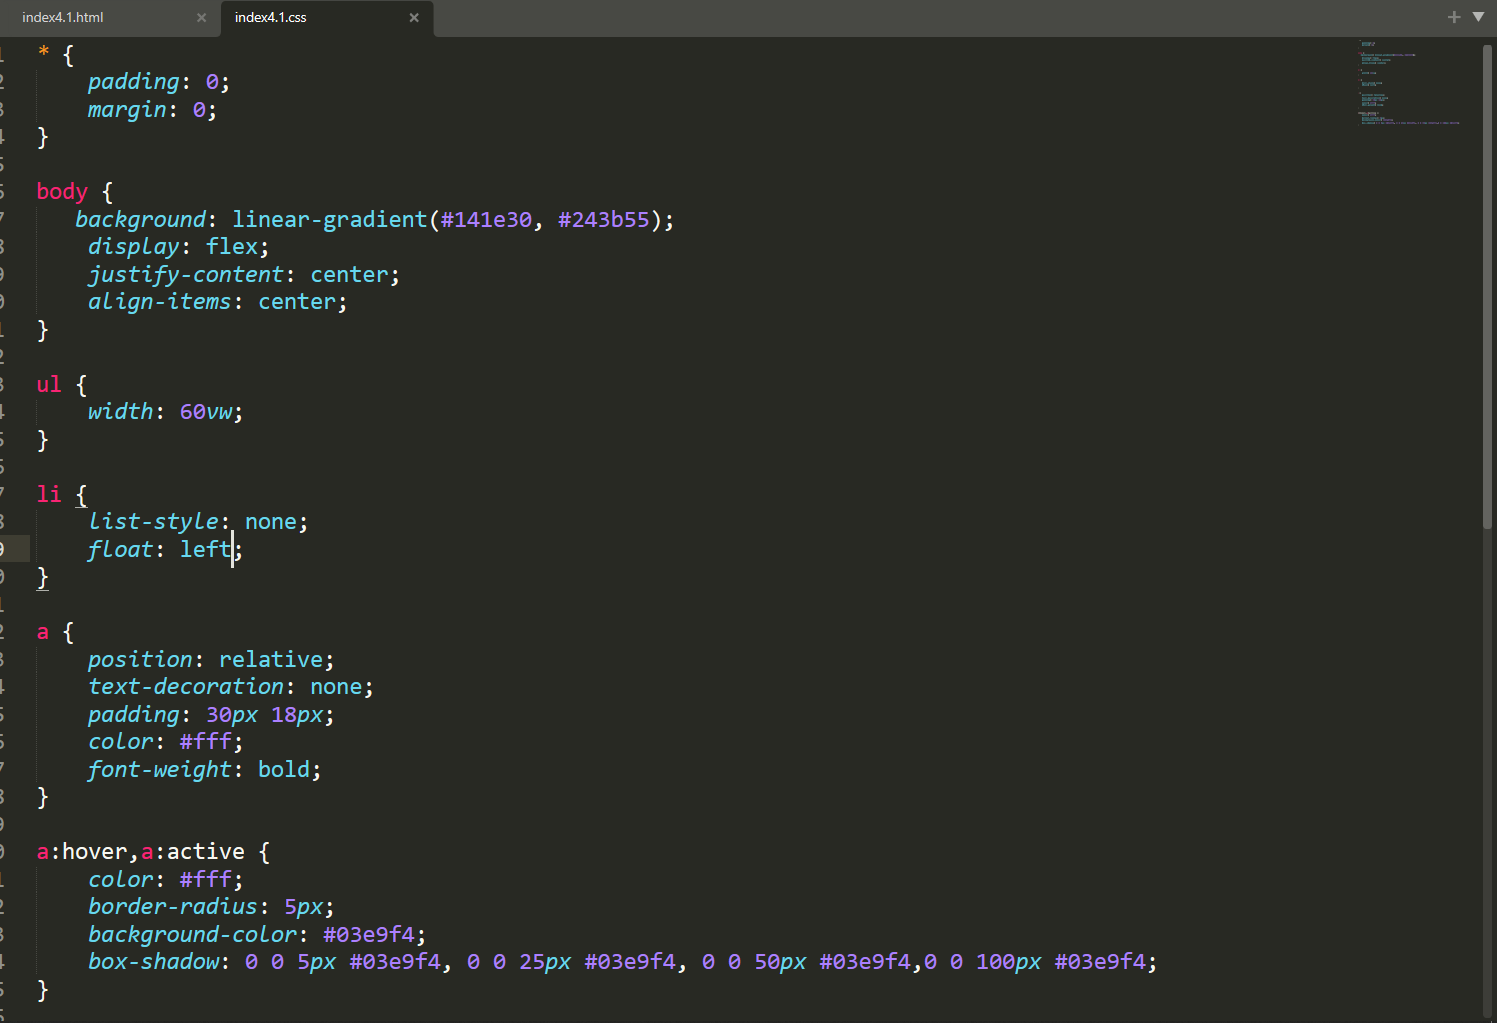 index4.1.html
index4.1.css
* {
padding: 0;
margin: 0;
}
body {
background: linear-gradient(#141e30, #243b55);
display: flex;
justify-content: center;
align-items: center;
}
ul {
width: 60vw;
}
li {
list-style: none;
float: left;
}
a {
position: relative;
text-decoration: none;
padding: 30px 18px;
color: #fff;
font-weight: bold;
}
a:hover,a:active {
color: #fff;
border-radius: 5px;
background-color: #03e9f4;
box-shadow: 0 0 5px #03e9f4, 0 0 25px #03e9f4, 0 0 50px #03e9f4,0 0 100px #03e9f4;
}